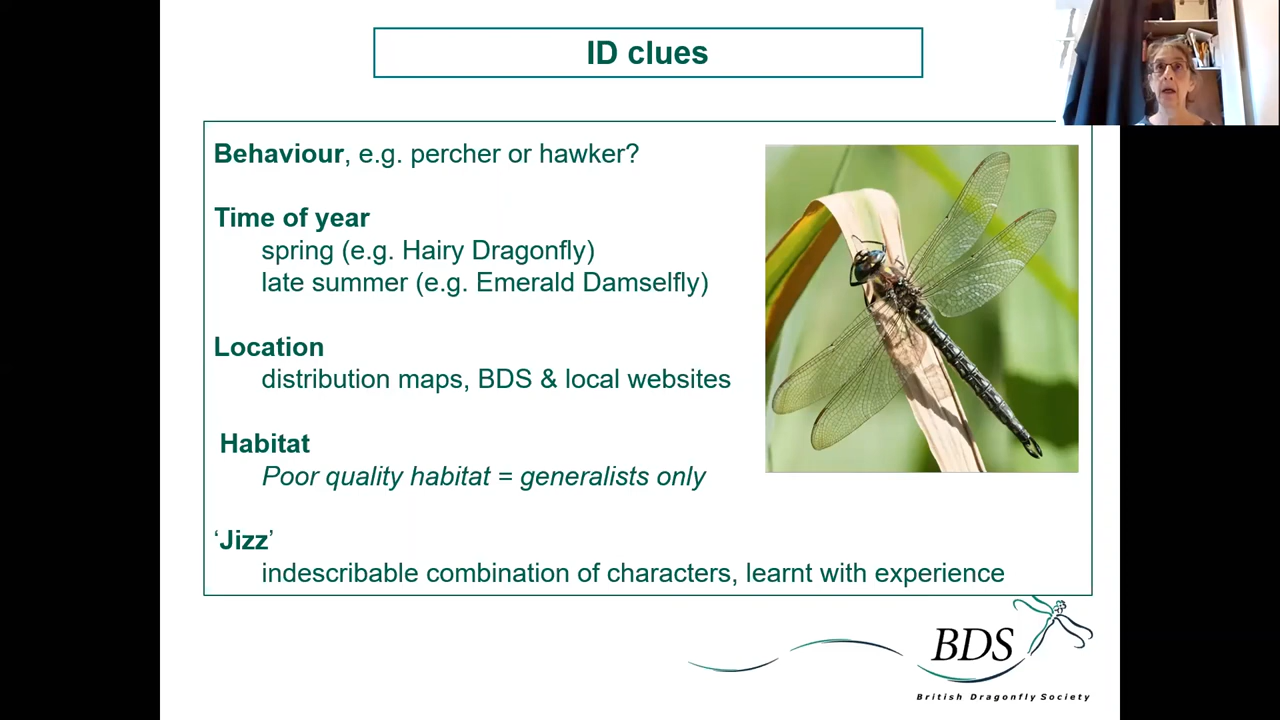 ID clues
Behaviour, e.g. percher or hawker?
Time of year
spring (e.g. Hairy Dragonfly)
late summer (e.g. Emerald Damselfly)
Location
distribution maps, BDS & local websites
Habitat
Poor quality habitat = generalists only
‘Jizz’
indescribable combination of characters, learnt with experience
BDS
British Dragonfly Society